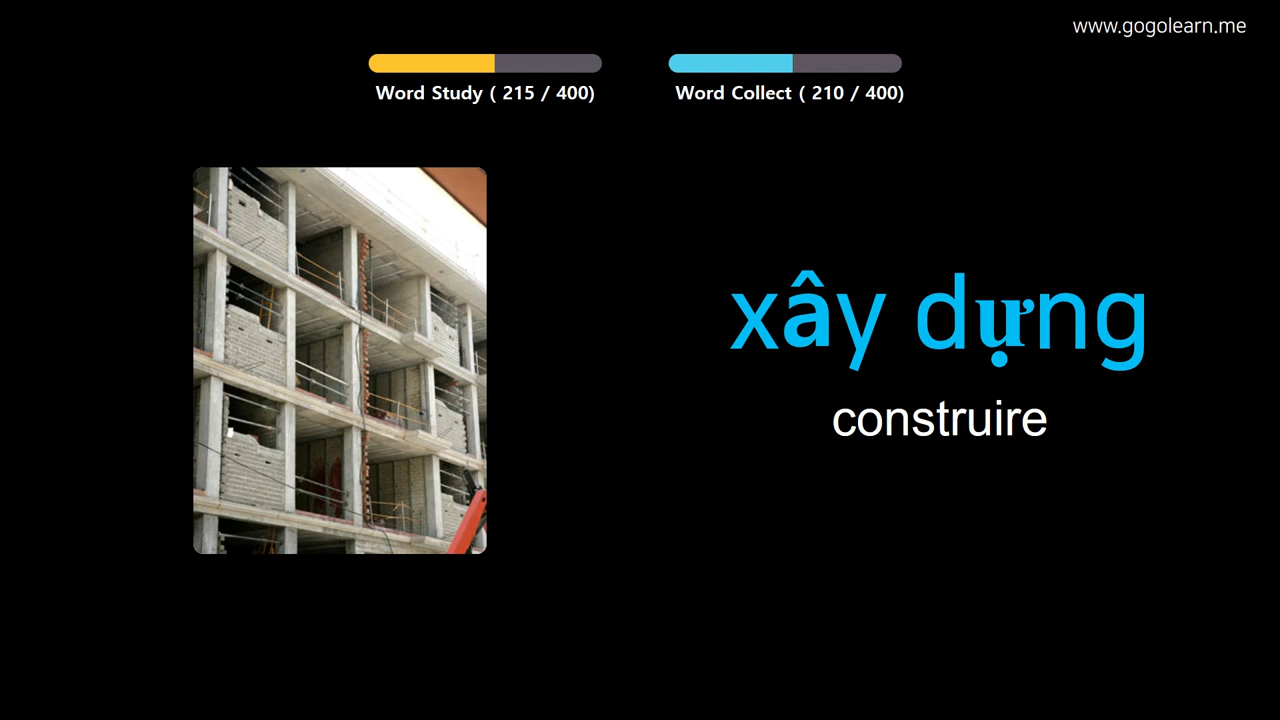 www.gogolearn.me
Word Study ( 215 / 400)
Word Collect ( 210 / 400)
xây dựng
construire